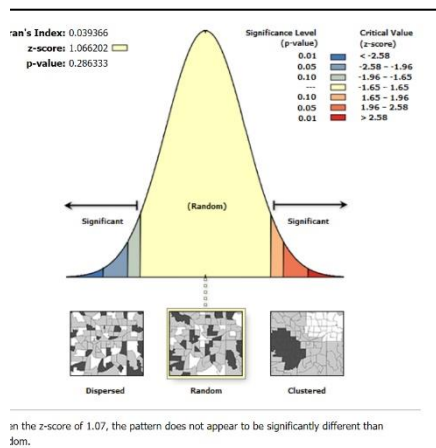 ran's Index: 0.039366
z-score: 1.066202
p-value: 0.286333
Significance Level
(p-value)
Critical Value
(z-score)
0.01 < -2.58
0.05 -2.58 – -1.96
0.10 -1.96 – -1.65
--- -1.65 – 1.65
0.10 1.65 – 1.96
0.05 1.96 – 2.58
0.01 > 2.58
(Random)
Significant
Significant
Dispersed
Random
Clustered
en the z-score of 1.07, the pattern does not appear to be significantly different than
dom.